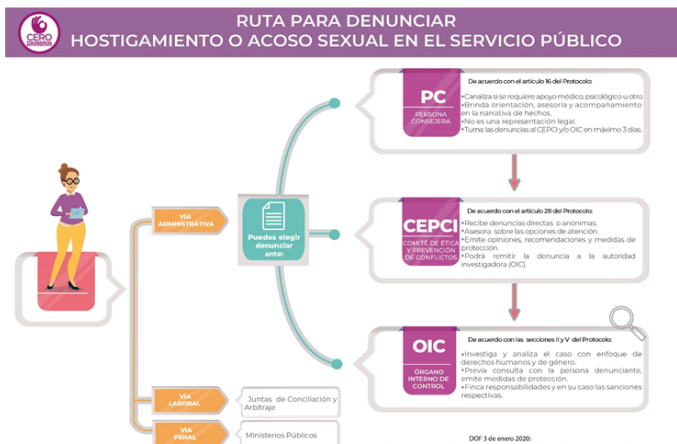 RUTA PARA DENUNCIAR
HOSTIGAMIENTO O ACOSO SEXUAL EN EL SERVICIO PÚBLICO
CERO
PC
PERSONA
CONSEJERA
De acuerdo con el artículo 16 del Protocolo:
•Canaliza si se requiere apoyo médico, psicológico u otro.
•Brinda orientación, asesoría y acompañamiento
en la narrativa de hechos.
•No es una representación legal.
•Turna las denuncias al CEPCI y/o OIC en máximo 3 días.
VÍA
ADMINSTRATIVA
Puedes elegir
denunciar
ante:
CEPCI
COMITÉ DE ÉTICA
Y PREVENCIÓN
DE CONFLICTOS
De acuerdo con el artículo 28 del Protocolo:
•Recibe denuncias directas o anónimas.
•Asesora sobre las opciones de atención.
•Emite opiniones, recomendaciones y medidas de
protección.
•Podrá remitir la denuncia a la autoridad
investigadora (OIC).
OIC
ÓRGANO
INTERNO DE
CONTROL
De acuerdo con las secciones II y V del Protocolo:
•Investiga y analiza el caso con enfoque de
derechos humanos y de género.
•Previa consulta con la persona denunciante,
emite medidas de protección.
•Finca responsabilidades y en su caso las sanciones
respectivas.
VÍA
LABORAL
Juntas de Conciliación y
Arbitraje
VÍA
PENAL
Ministerios Públicos
DOF 3 de enero 2020: